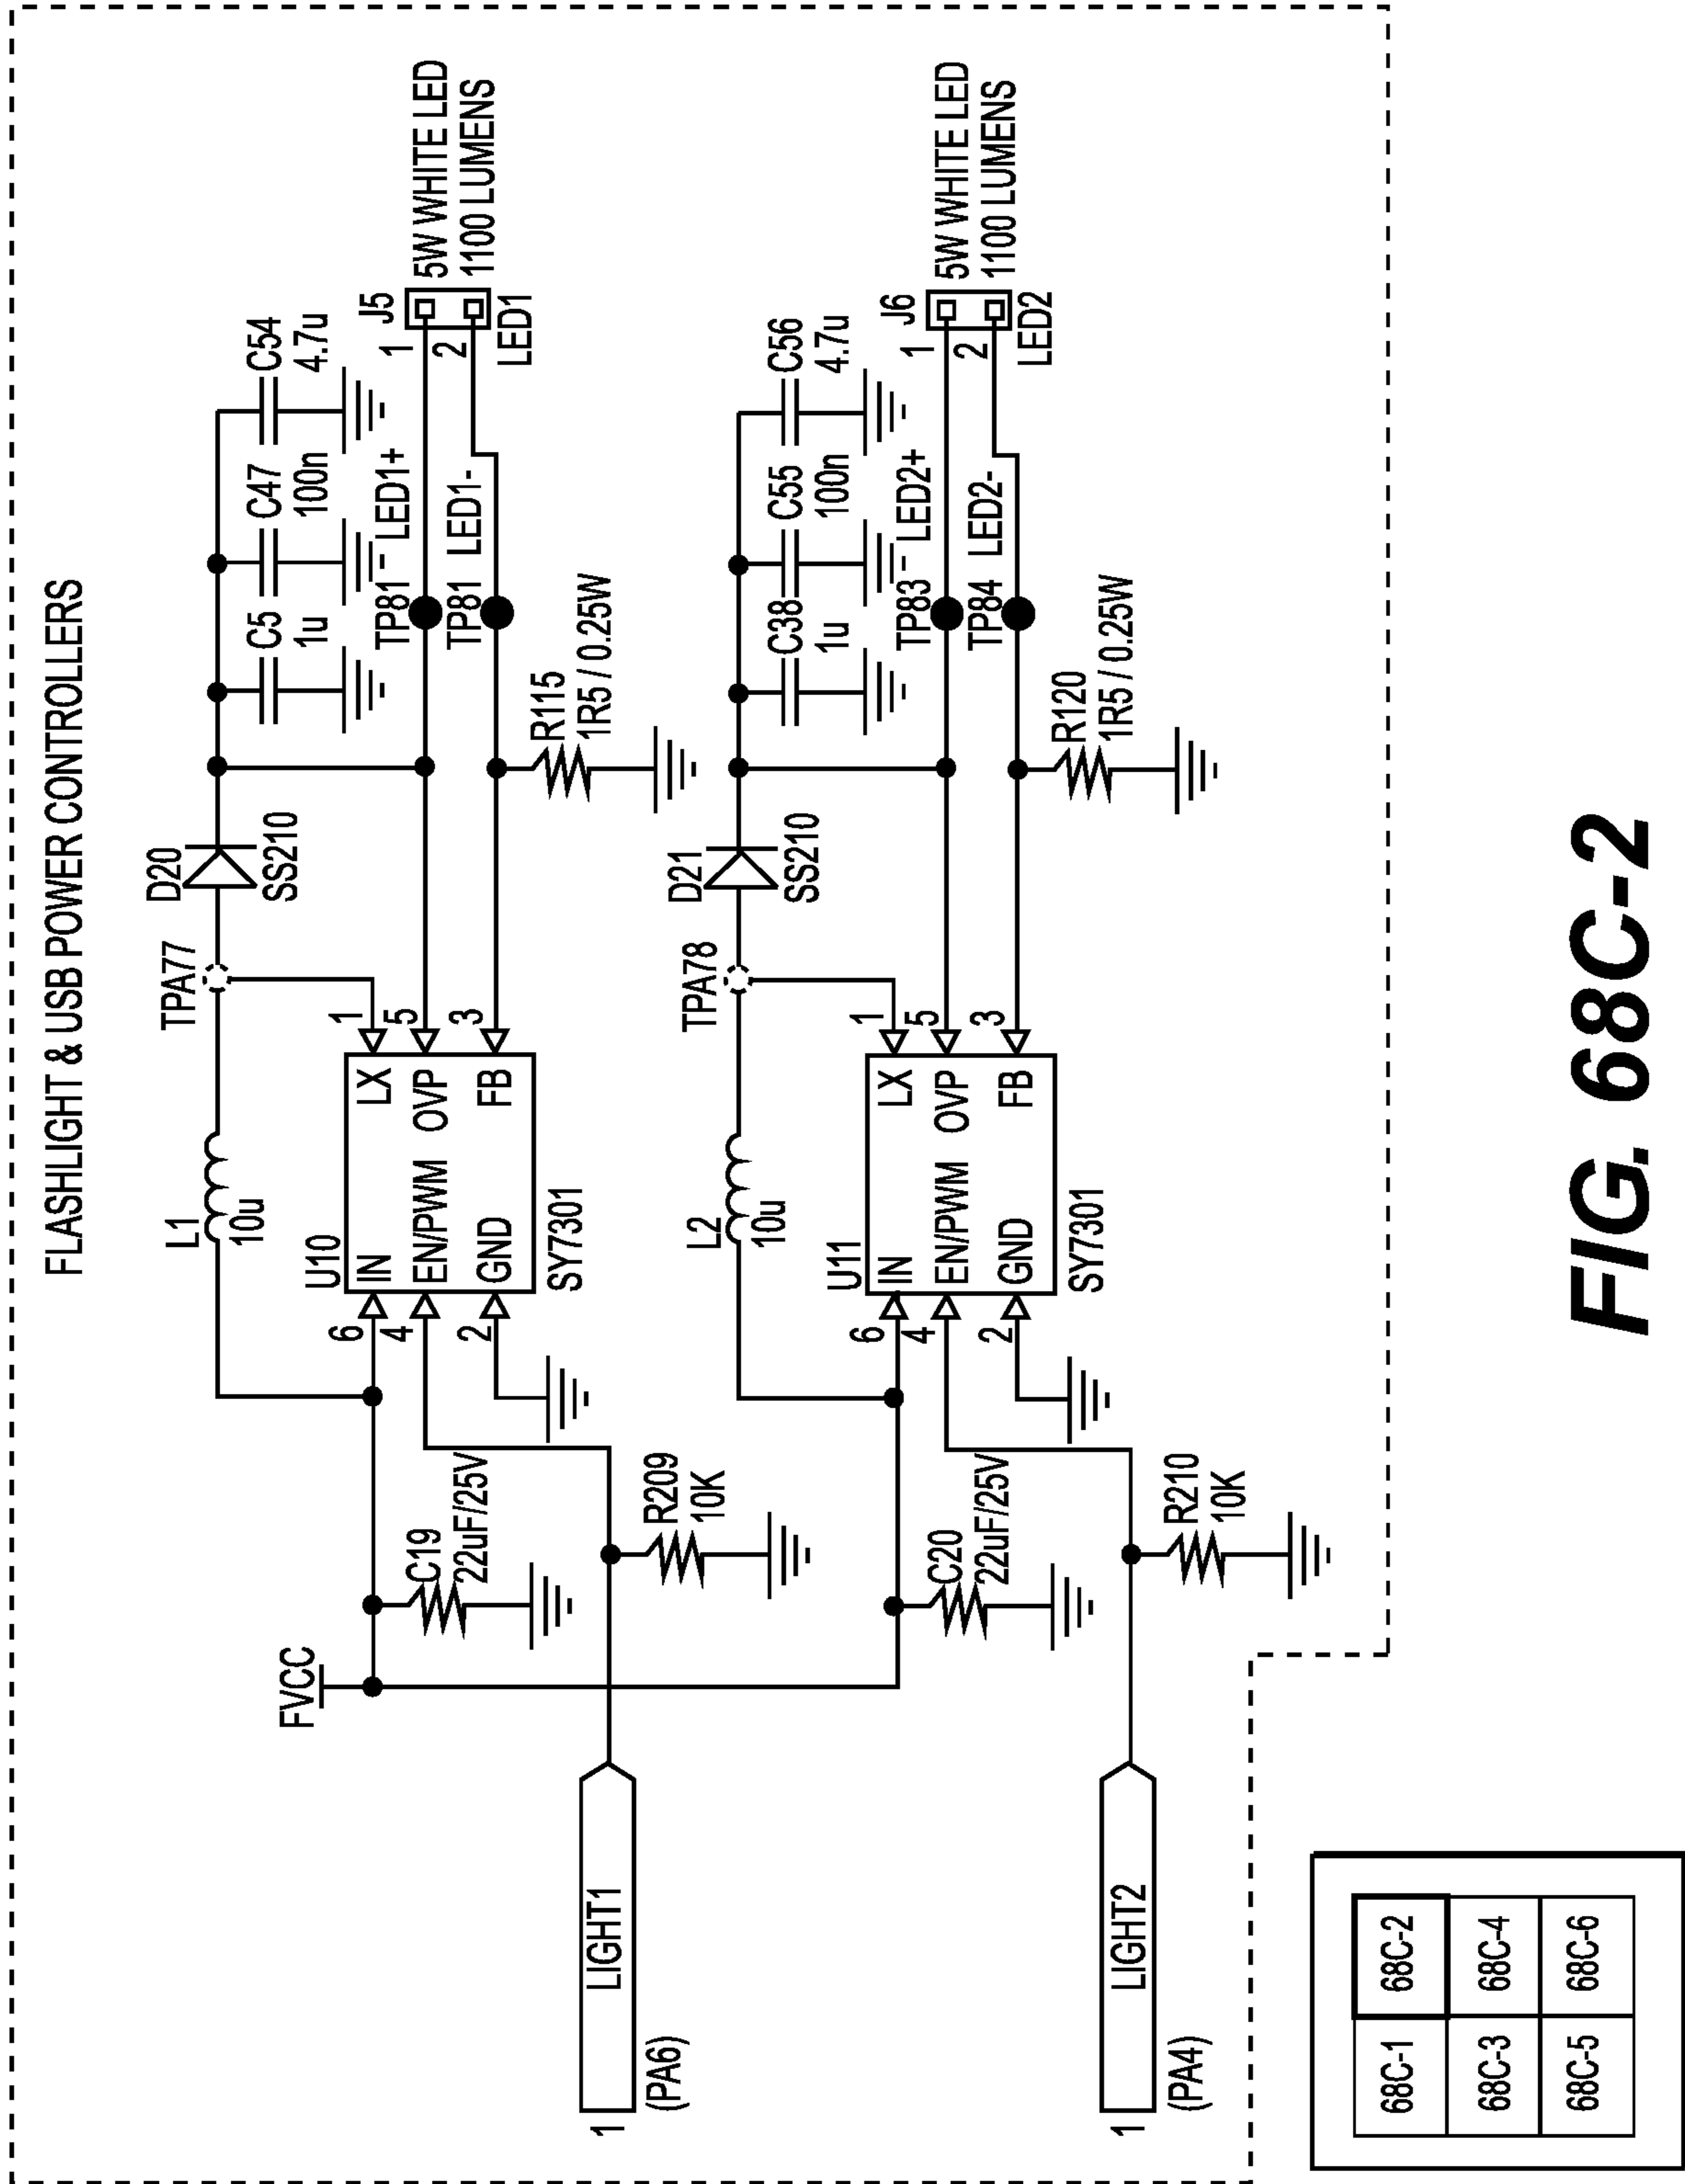 FLASHLIGHT & USB POWER CONTROLLERS
L1
10u
TPA77
D20
SS210
C5
1u
C47
100n
C54
4.7u
FVCC
C19
22uF/25V
6
4
2
U10
IN
EN/PWM
GND
LX
OVP
FB
SY7301
1
5
3
TP81
LED1+
TP81
LED1-
1
2
J5
LED1
5W WHITE LED
1100 LUMENS
R115
1R5 / 0.25W
1
LIGHT1
(PA6)
R209
10K
L2
10u
TPA78
D21
SS210
C38
1u
C55
100n
C56
4.7u
C20
22uF/25V
6
4
2
U11
IN
EN/PWM
GND
LX
OVP
FB
SY7301
1
5
3
TP83
LED2+
TP84
LED2-
1
2
J6
LED2
5W WHITE LED
1100 LUMENS
R120
1R5 / 0.25W
1
LIGHT2
(PA4)
R210
10K
68C-1 68C-2
68C-3 68C-4
68C-5 68C-6
FIG. 68C-2